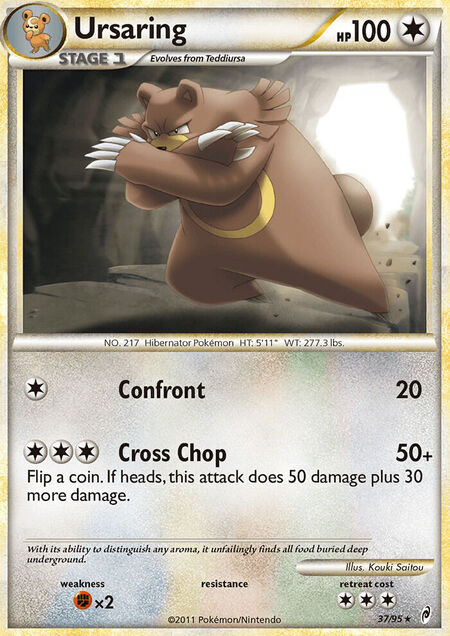 Ursaring
HP100
STAGE 1
Evolves from Teddiursa
NO. 217 Hibernator Pokémon HT: 5'11" WT: 277.3 lbs.
Confront 20
Cross Chop 50+
Flip a coin. If heads, this attack does 50 damage plus 30
more damage.
With its ability to distinguish any aroma, it unfailingly finds all food buried deep
underground.
Illus. Kouki Saitou
weakness resistance retreat cost
×2
37/95 ★
©2011 Pokémon/Nintendo